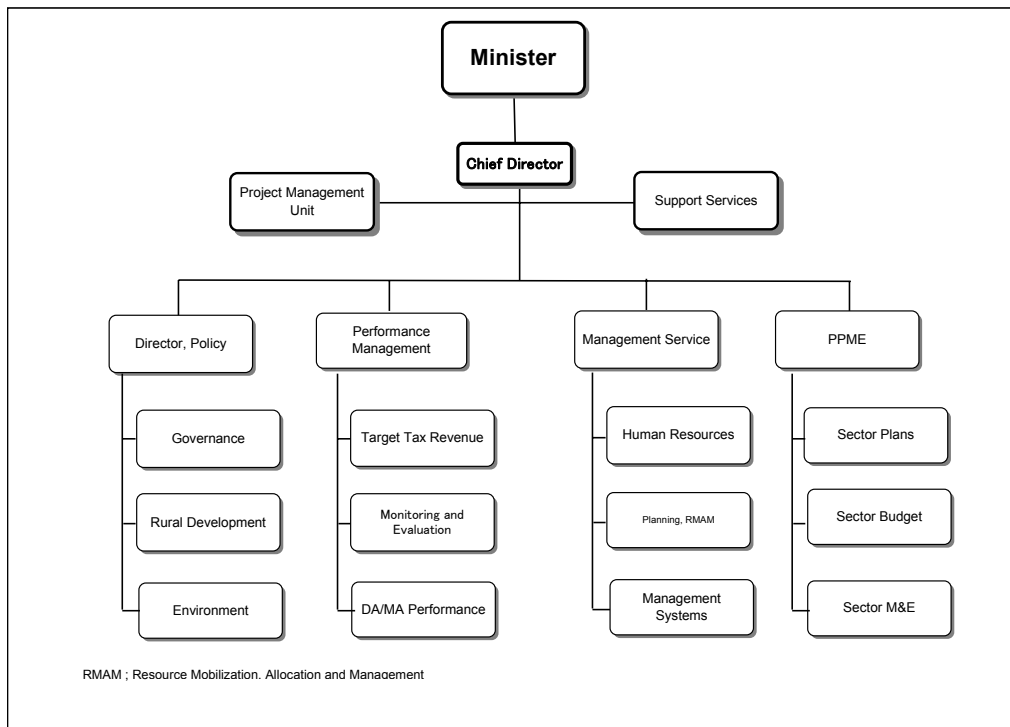 Minister
Chief Director
Project Management
Unit
Support Services
Director, Policy
Performance
Management
Management Service
PPME
Governance
Target Tax Revenue
Human Resources
Sector Plans
Rural Development
Monitoring and
Evaluation
Planning, RMAM
Sector Budget
Environment
DA/MA Performance
Management
Systems
Sector M&E
RMAM ; Resource Mobilization. Allocation and Management